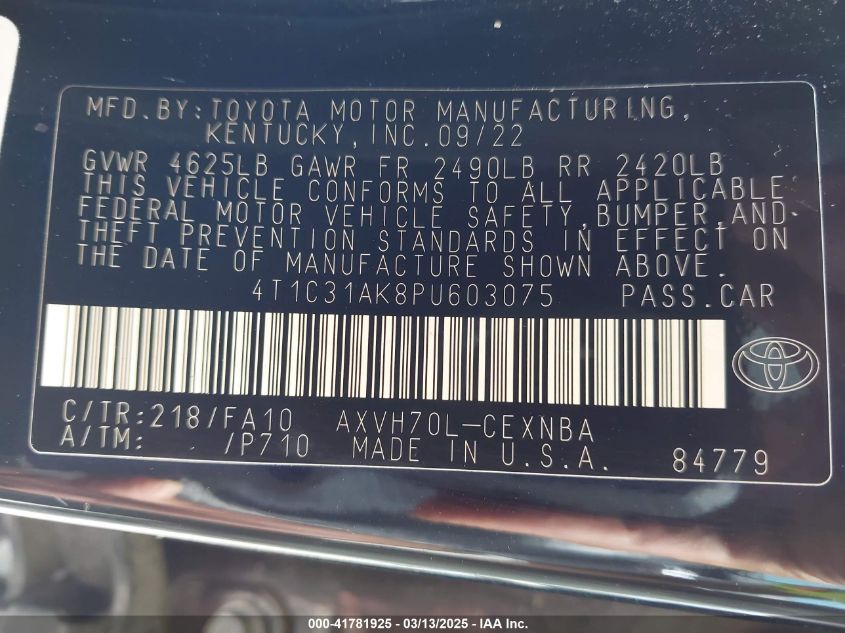 MFD.BY:TOYOTA MOTOR MANUFACTURING,
KENTUCKY,INC.09/22
GVWR 4625LB GAWR FR 2490LB RR 2420LB
THIS VEHICLE CONFORMS TO ALL APPLICABLE
FEDERAL MOTOR VEHICLE SAFETY,BUMPER,AND
THEFT PREVENTION STANDARDS IN EFFECT ON
THE DATE OF MANUFACTURE SHOWN ABOVE.
4T1C31AK8PU603075 PASS.CAR
C/TR:218/FA10 AXVH70L-CEXNBA
A/TM: /P710 MADE IN U.S.A. 84779
000-41781925 - 03/13/2025 - IAA Inc.